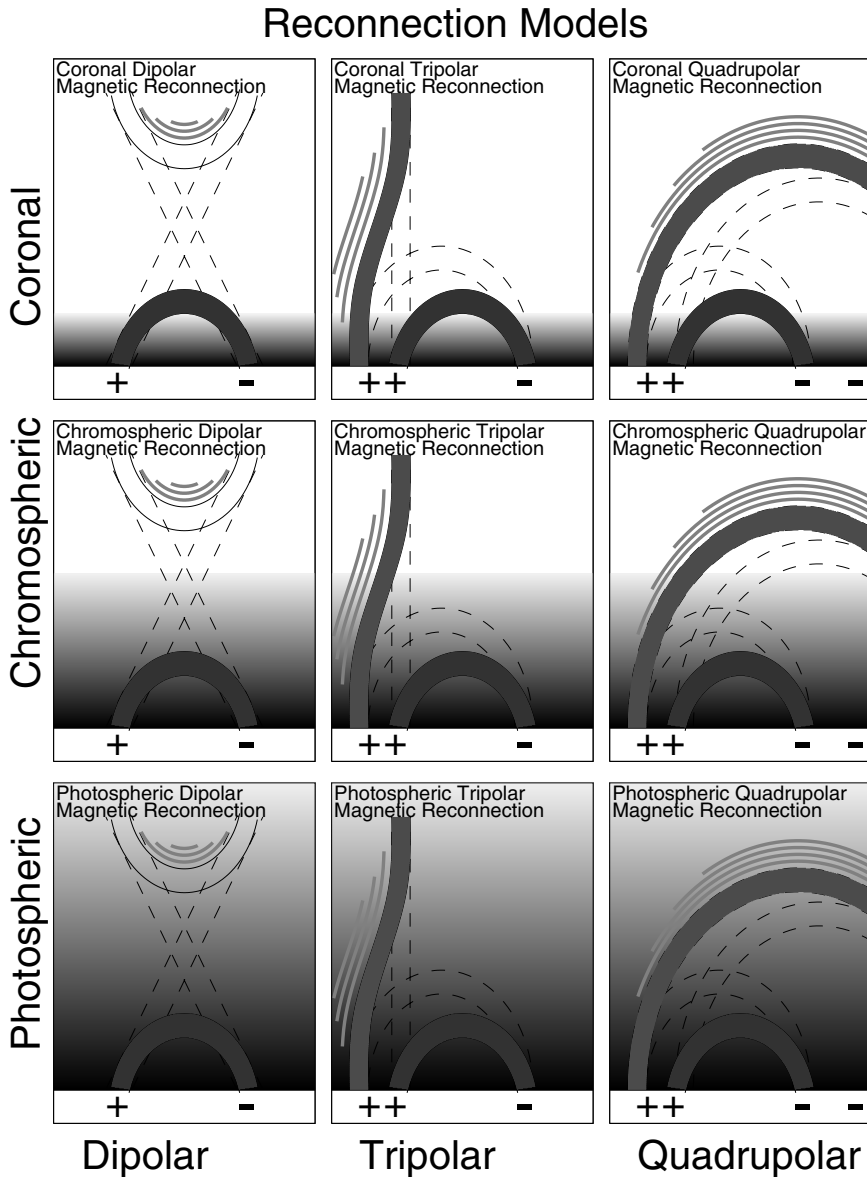 Reconnection Models
Coronal Dipolar
Magnetic Reconnection
Coronal Tripolar
Magnetic Reconnection
Coronal Quadrupolar
Magnetic Reconnection
Coronal
+ -
++ -
++ - -
Chromospheric Dipolar
Magnetic Reconnection
Chromospheric Tripolar
Magnetic Reconnection
Chromospheric Quadrupolar
Magnetic Reconnection
Chromospheric
+ -
++ -
++ - -
Photospheric Dipolar
Magnetic Reconnection
Photospheric Tripolar
Magnetic Reconnection
Photospheric Quadrupolar
Magnetic Reconnection
Photospheric
+ -
++ -
++ - -
Dipolar
Tripolar
Quadrupolar